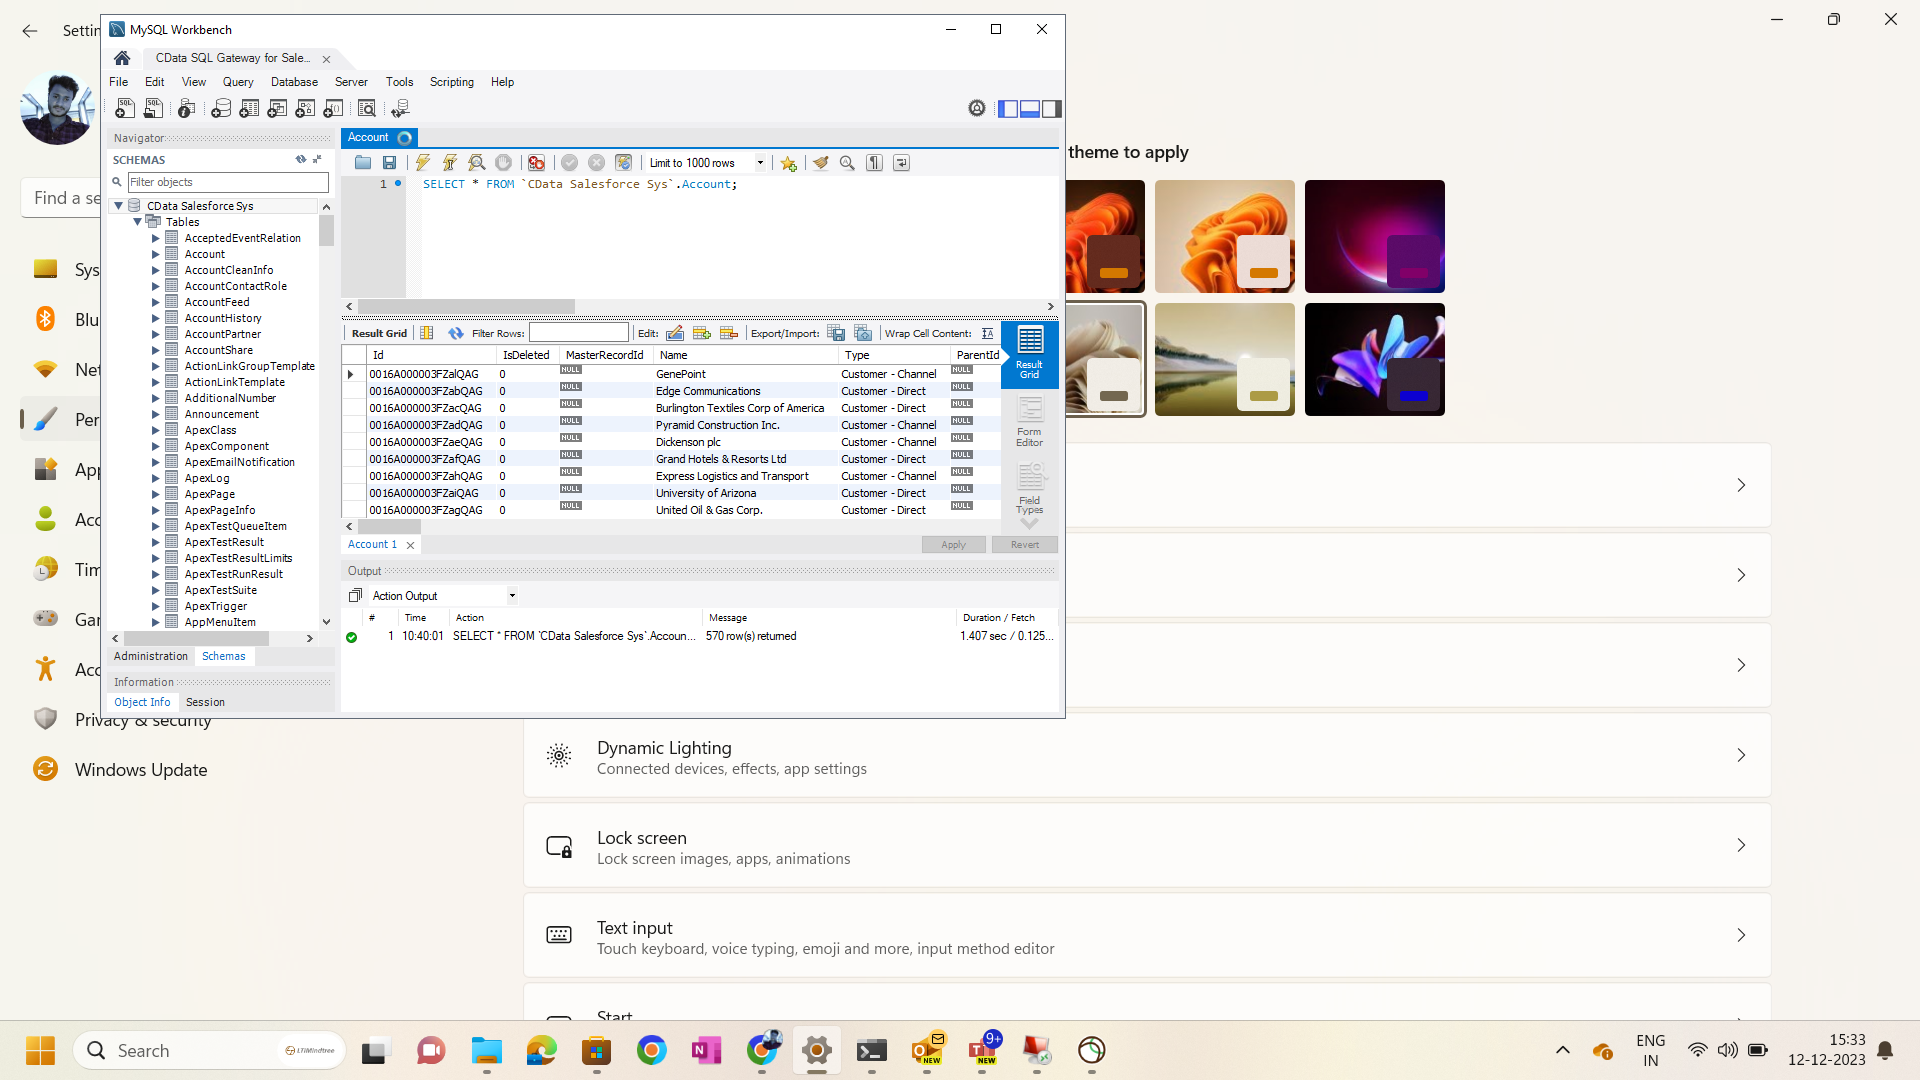 Settin
MySQL Workbench
CData SQL Gateway for Sale...
File Edit View Query Database Server Tools Scripting Help
Navigator
SCHEMAS
Filter objects
CData Salesforce Sys
Tables
AcceptedEventRelation
Account
AccountCleanInfo
AccountContactRole
AccountFeed
AccountHistory
AccountPartner
AccountShare
ActionLinkGroupTemplate
ActionLinkTemplate
AdditionalNumber
Announcement
ApexClass
ApexComponent
ApexEmailNotification
ApexLog
ApexPage
ApexPageInfo
ApexTestQueueItem
ApexTestResult
ApexTestResultLimits
ApexTestRunResult
ApexTestSuite
ApexTrigger
AppMenuItem
Administration Schemas
Information
Object Info Session
Account
Limit to 1000 rows
1 SELECT * FROM `CData Salesforce Sys`.Account;
Result Grid Filter Rows: Edit: Export/Import: Wrap Cell Content:
Id IsDeleted MasterRecordId Name Type ParentId
0016A000003FZalQAG 0 NULL GenePoint Customer - Channel NULL
0016A000003FZabQAG 0 NULL Edge Communications Customer - Direct NULL
0016A000003FZacQAG 0 NULL Burlington Textiles Corp of America Customer - Direct NULL
0016A000003FZadQAG 0 NULL Pyramid Construction Inc. Customer - Channel NULL
0016A000003FZaeQAG 0 NULL Dickenson plc Customer - Channel NULL
0016A000003FZafQAG 0 NULL Grand Hotels & Resorts Ltd Customer - Direct NULL
0016A000003FZahQAG 0 NULL Express Logistics and Transport Customer - Channel NULL
0016A000003FZaiQAG 0 NULL University of Arizona Customer - Direct NULL
0016A000003FZagQAG 0 NULL United Oil & Gas Corp. Customer - Direct NULL
Result
Grid
Form
Editor
Field
Types
Account 1 Apply Revert
Output
Action Output
# Time Action Message Duration / Fetch
1 10:40:01 SELECT * FROM `CData Salesforce Sys`.Accoun... 570 row(s) returned 1.407 sec / 0.125...
Find a se
Sys
Blu
Net
Per
App
Acc
Tim
Gar
Acc
Privacy & security
Windows Update
theme to apply
Dynamic Lighting
Connected devices, effects, app settings
Lock screen
Lock screen images, apps, animations
Text input
Touch keyboard, voice typing, emoji and more, input method editor
Start
Search
LTIMindtree
NEW
9+
NEW
ENG
IN
15:33
12-12-2023